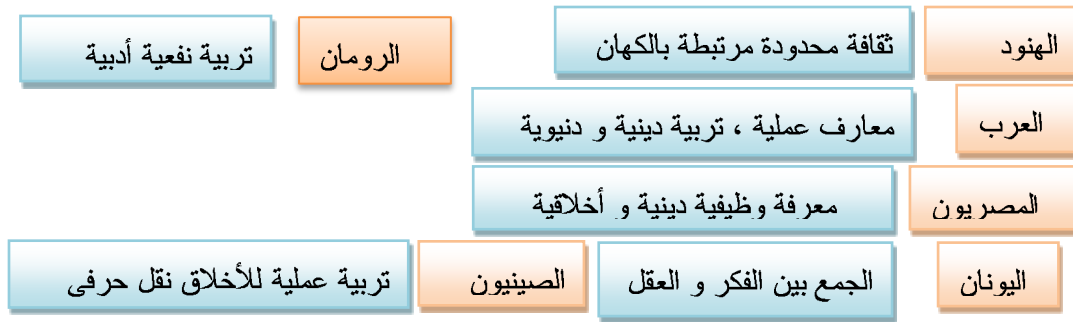 الهنود ثقافة محدودة مرتبطة بالكهان الرومان تربية نفعية أدبية
العرب معارف عملية ، تربية دينية و دنيوية
المصريون معرفة وظيفية دينية و أخلاقية
اليونان الجمع بين الفكر و العقل الصينيون تربية عملية للأخلاق نقل حرفى